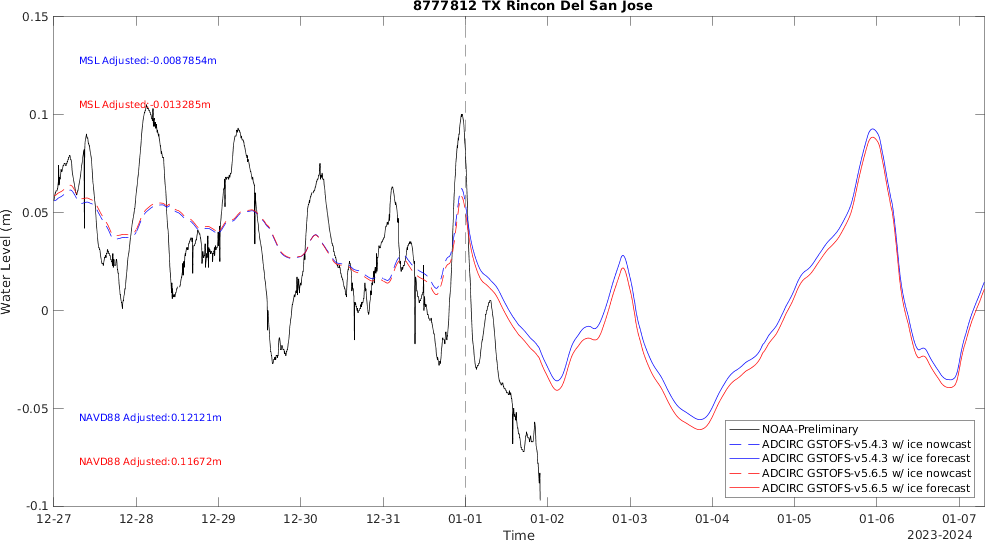 8777812 TX Rincon Del San Jose
0.15
0.1
0.05
0
-0.05
-0.1
Water Level (m)
MSL Adjusted:-0.0087854m
MSL Adjusted:-0.013285m
NAVD88 Adjusted:0.12121m
NAVD88 Adjusted:0.11672m
NOAA-Preliminary
ADCIRC GSTOFS-v5.4.3 w/ ice nowcast
ADCIRC GSTOFS-v5.4.3 w/ ice forecast
ADCIRC GSTOFS-v5.6.5 w/ ice nowcast
ADCIRC GSTOFS-v5.6.5 w/ ice forecast
12-27 12-28 12-29 12-30 12-31 01-01 01-02 01-03 01-04 01-05 01-06 01-07
Time
2023-2024